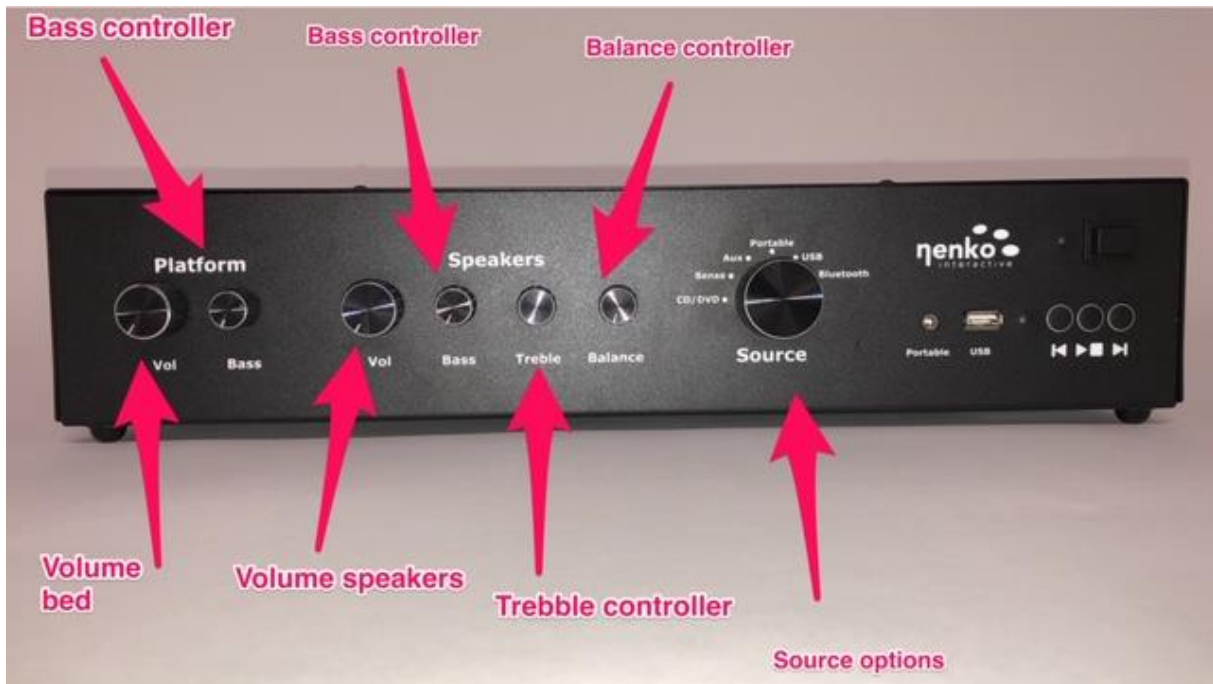 Bass controller
Bass controller
Balance controller
Platform
Vol
Bass
Speakers
Vol
Bass
Treble
Balance
CD/DVD
Sense
Aux
Portable
USB
Bluetooth
Source
nenko
interactive
Portable
USB
Volume
bed
Volume speakers
Trebble controller
Source options